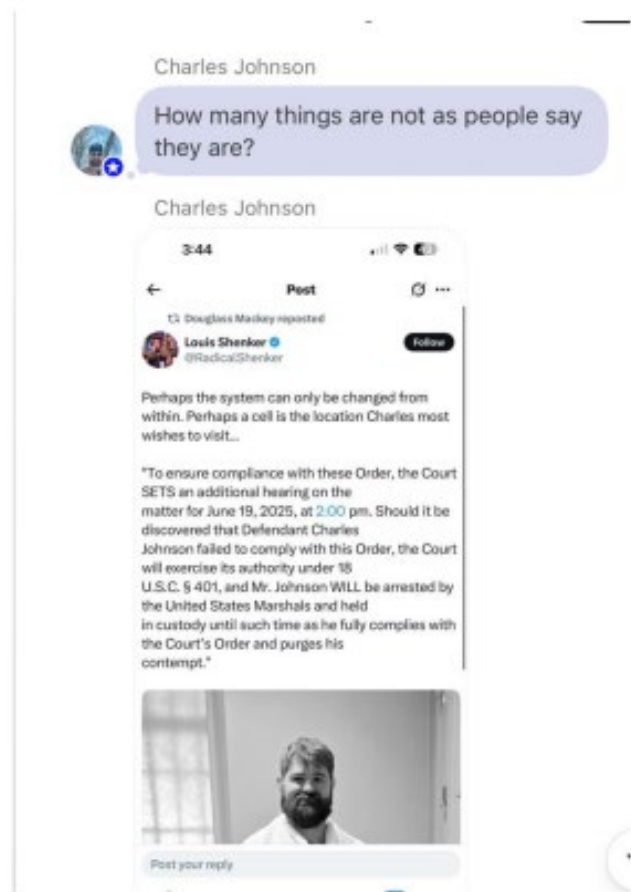 Charles Johnson
How many things are not as people say
they are?
Charles Johnson
3:44
Post
Douglass Mackey reposted
Louis Shenker
@RadicalShenker
Follow
Perhaps the system can only be changed from
within. Perhaps a cell is the location Charles most
wishes to visit...
"To ensure compliance with these Order, the Court
SETS an additional hearing on the
matter for June 19, 2025, at 2:00 pm. Should it be
discovered that Defendant Charles
Johnson failed to comply with this Order, the Court
will exercise its authority under 18
U.S.C. § 401, and Mr. Johnson WILL be arrested by
the United States Marshals and held
in custody until such time as he fully complies with
the Court's Order and purges his
contempt."
Post your reply